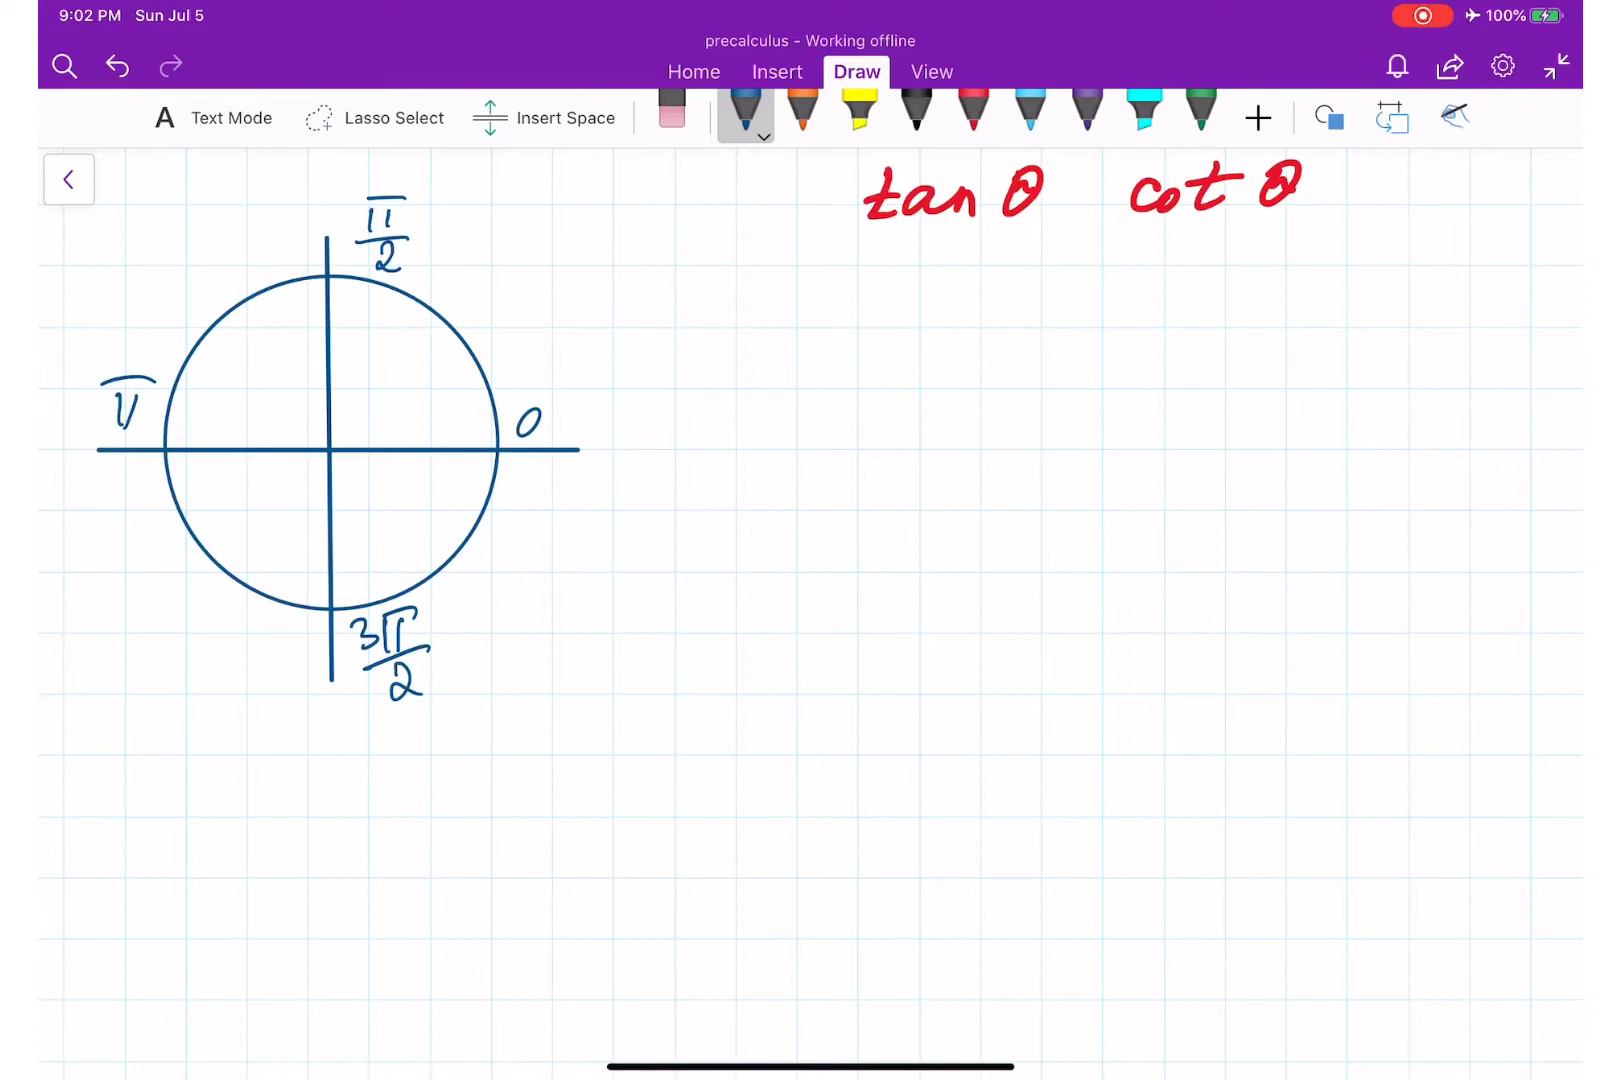 9:02 PM Sun Jul 5
100%
precalculus - Working offline
Home Insert Draw View
A Text Mode Lasso Select Insert Space
tan θ cot θ
π/2
π
0
3π/2